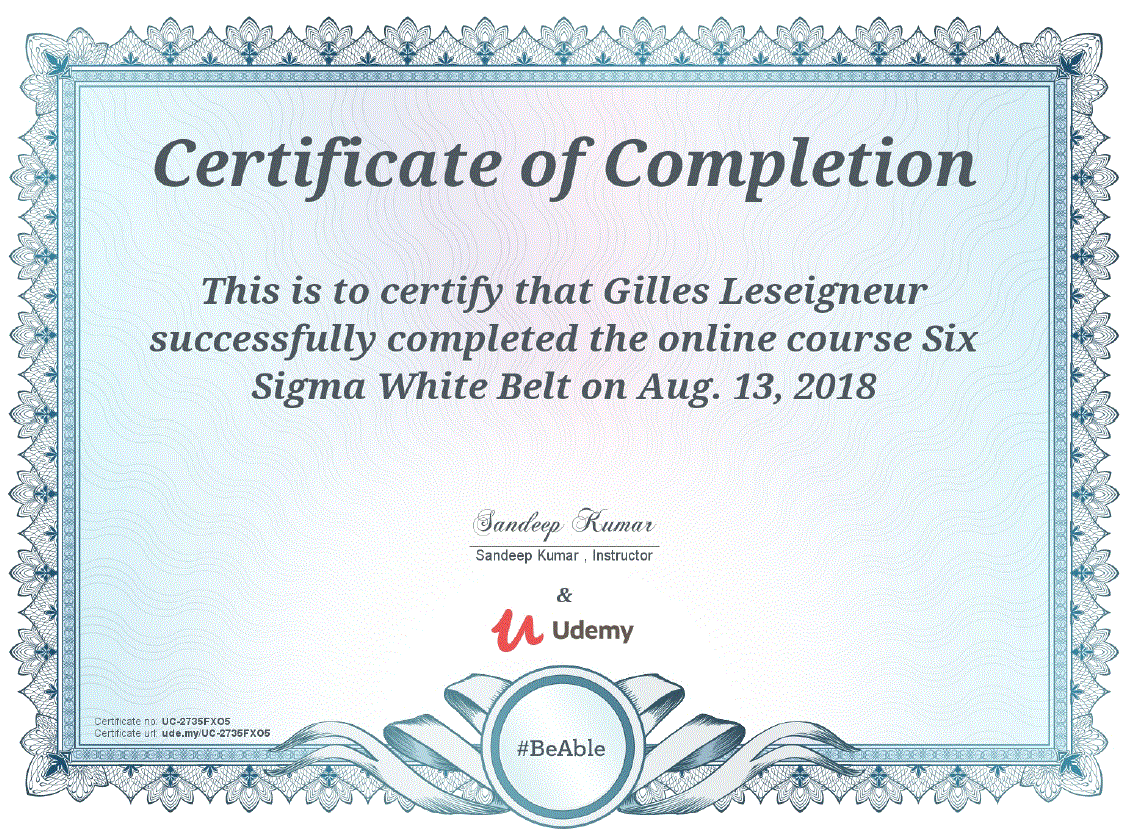 Certificate of Completion
This is to certify that Gilles Leseigneur
successfully completed the online course Six
Sigma White Belt on Aug. 13, 2018
Sandeep Kumar
Sandeep Kumar , Instructor
&
Udemy
Certificate no: UC-2735FXO5
Certificate url: ude.my/UC-2735FXO5
#BeAble